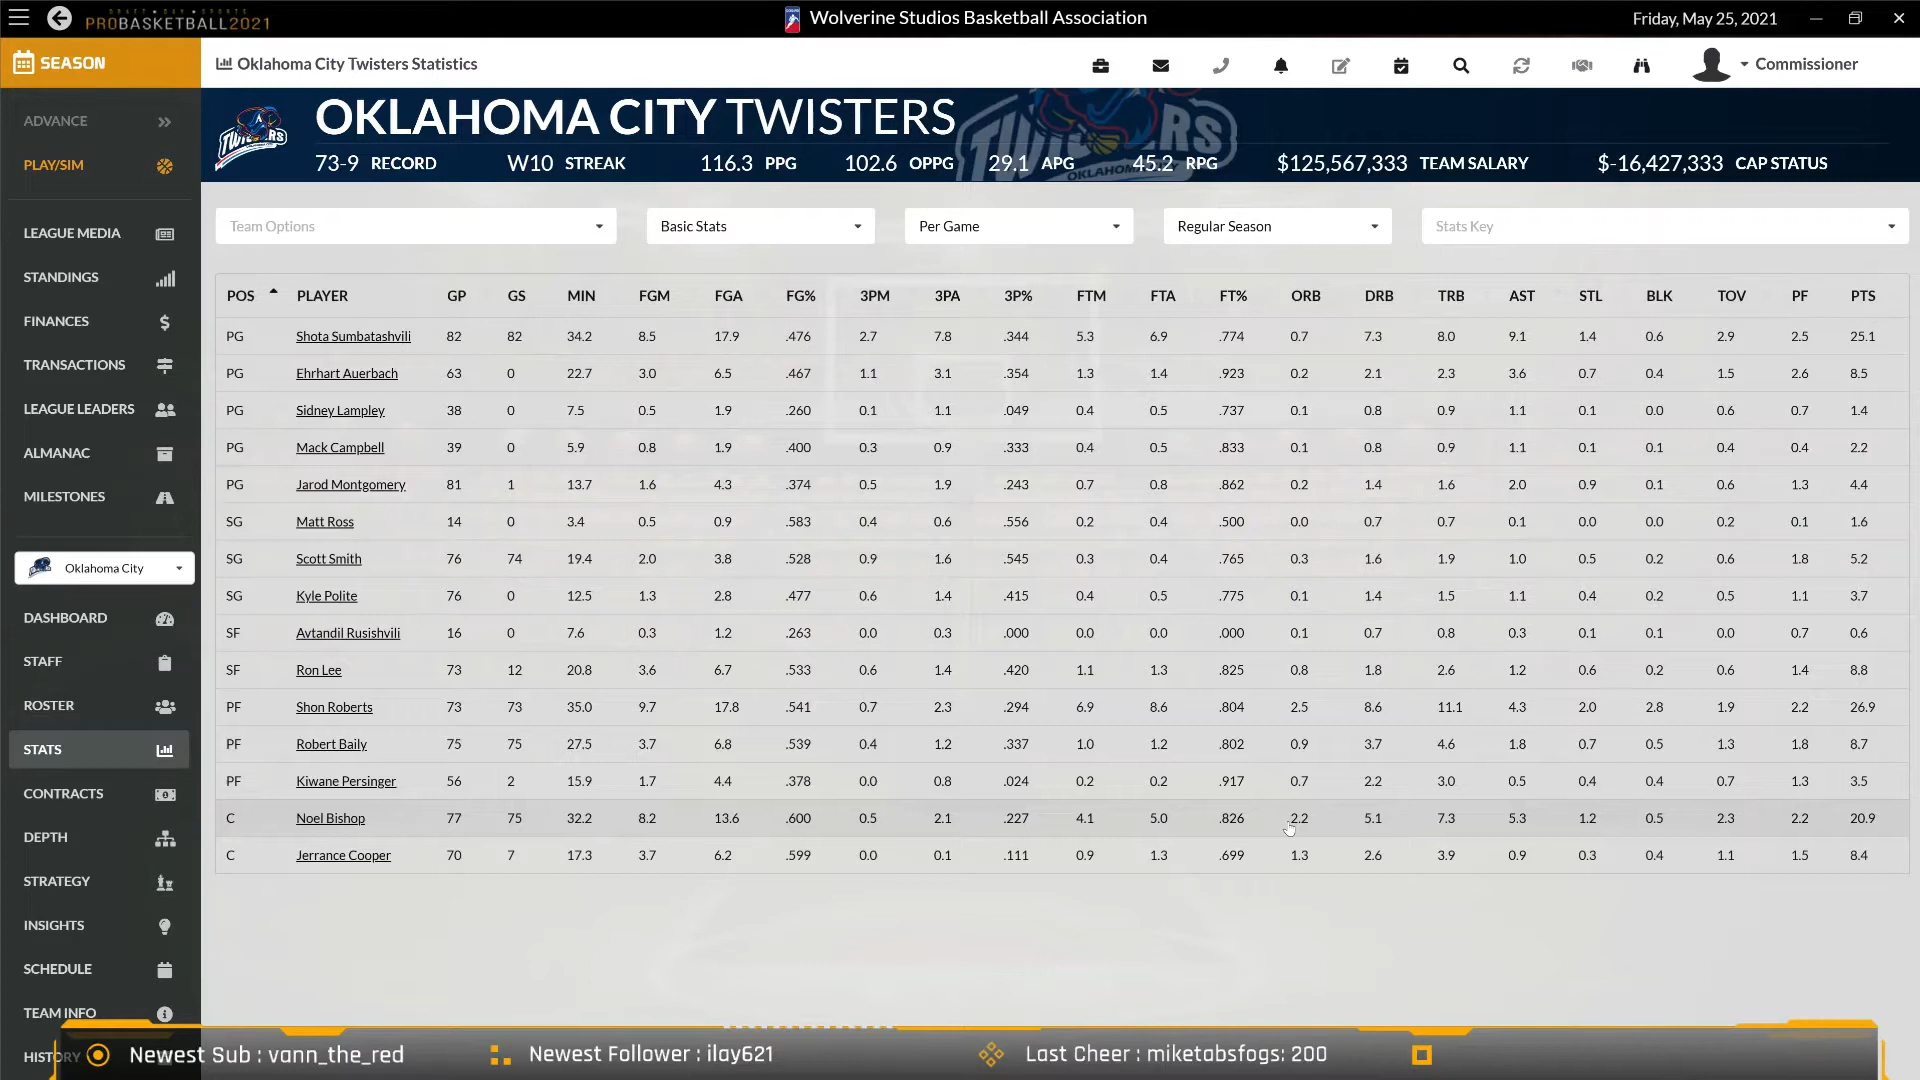 DRAFT DAY SPORTS
PROBASKETBALL2021
Wolverine Studios Basketball Association
Friday, May 25, 2021
SEASON
Oklahoma City Twisters Statistics
Commissioner
OKLAHOMA CITY TWISTERS
73-9 RECORD W10 STREAK 116.3 PPG 102.6 OPPG 29.1 APG 45.2 RPG $125,567,333 TEAM SALARY $-16,427,333 CAP STATUS
ADVANCE
PLAY/SIM
LEAGUE MEDIA
STANDINGS
FINANCES
TRANSACTIONS
LEAGUE LEADERS
ALMANAC
MILESTONES
Oklahoma City
DASHBOARD
STAFF
ROSTER
STATS
CONTRACTS
DEPTH
STRATEGY
INSIGHTS
SCHEDULE
TEAM INFO
HISTORY
Team Options Basic Stats Per Game Regular Season Stats Key
POS PLAYER GP GS MIN FGM FGA FG% 3PM 3PA 3P% FTM FTA FT% ORB DRB TRB AST STL BLK TOV PF PTS
PG Shota Sumbatashvili 82 82 34.2 8.5 17.9 .476 2.7 7.8 .344 5.3 6.9 .774 0.7 7.3 8.0 9.1 1.4 0.6 2.9 2.5 25.1
PG Ehrhart Auerbach 63 0 22.7 3.0 6.5 .467 1.1 3.1 .354 1.3 1.4 .923 0.2 2.1 2.3 3.6 0.7 0.4 1.5 2.6 8.5
PG Sidney Lampley 38 0 7.5 0.5 1.9 .260 0.1 1.1 .049 0.4 0.5 .737 0.1 0.8 0.9 1.1 0.1 0.0 0.6 0.7 1.4
PG Mack Campbell 39 0 5.9 0.8 1.9 .400 0.3 0.9 .333 0.4 0.5 .833 0.1 0.8 0.9 1.1 0.1 0.1 0.4 0.4 2.2
PG Jarod Montgomery 81 1 13.7 1.6 4.3 .374 0.5 1.9 .243 0.7 0.8 .862 0.2 1.4 1.6 2.0 0.9 0.1 0.6 1.3 4.4
SG Matt Ross 14 0 3.4 0.5 0.9 .583 0.4 0.6 .556 0.2 0.4 .500 0.0 0.7 0.7 0.1 0.0 0.0 0.2 0.1 1.6
SG Scott Smith 76 74 19.4 2.0 3.8 .528 0.9 1.6 .545 0.3 0.4 .765 0.3 1.6 1.9 1.0 0.5 0.2 0.6 1.8 5.2
SG Kyle Polite 76 0 12.5 1.3 2.8 .477 0.6 1.4 .415 0.4 0.5 .775 0.1 1.4 1.5 1.1 0.4 0.2 0.5 1.1 3.7
SF Avtandil Rusishvili 16 0 7.6 0.3 1.2 .263 0.0 0.3 .000 0.0 0.0 .000 0.1 0.7 0.8 0.3 0.1 0.1 0.0 0.7 0.6
SF Ron Lee 73 12 20.8 3.6 6.7 .533 0.6 1.4 .420 1.1 1.3 .825 0.8 1.8 2.6 1.2 0.6 0.2 0.6 1.4 8.8
PF Shon Roberts 73 73 35.0 9.7 17.8 .541 0.7 2.3 .294 6.9 8.6 .804 2.5 8.6 11.1 4.3 2.0 2.8 1.9 2.2 26.9
PF Robert Baily 75 75 27.5 3.7 6.8 .539 0.4 1.2 .337 1.0 1.2 .802 0.9 3.7 4.6 1.8 0.7 0.5 1.3 1.8 8.7
PF Kiwane Persinger 56 2 15.9 1.7 4.4 .378 0.0 0.8 .024 0.2 0.2 .917 0.7 2.2 3.0 0.5 0.4 0.4 0.7 1.3 3.5
C Noel Bishop 77 75 32.2 8.2 13.6 .600 0.5 2.1 .227 4.1 5.0 .826 2.2 5.1 7.3 5.3 1.2 0.5 2.3 2.2 20.9
C Jerrance Cooper 70 7 17.3 3.7 6.2 .599 0.0 0.1 .111 0.9 1.3 .699 1.3 2.6 3.9 0.9 0.3 0.4 1.1 1.5 8.4
Newest Sub : vann_the_red Newest Follower : ilay621 Last Cheer : miketabsfogs: 200